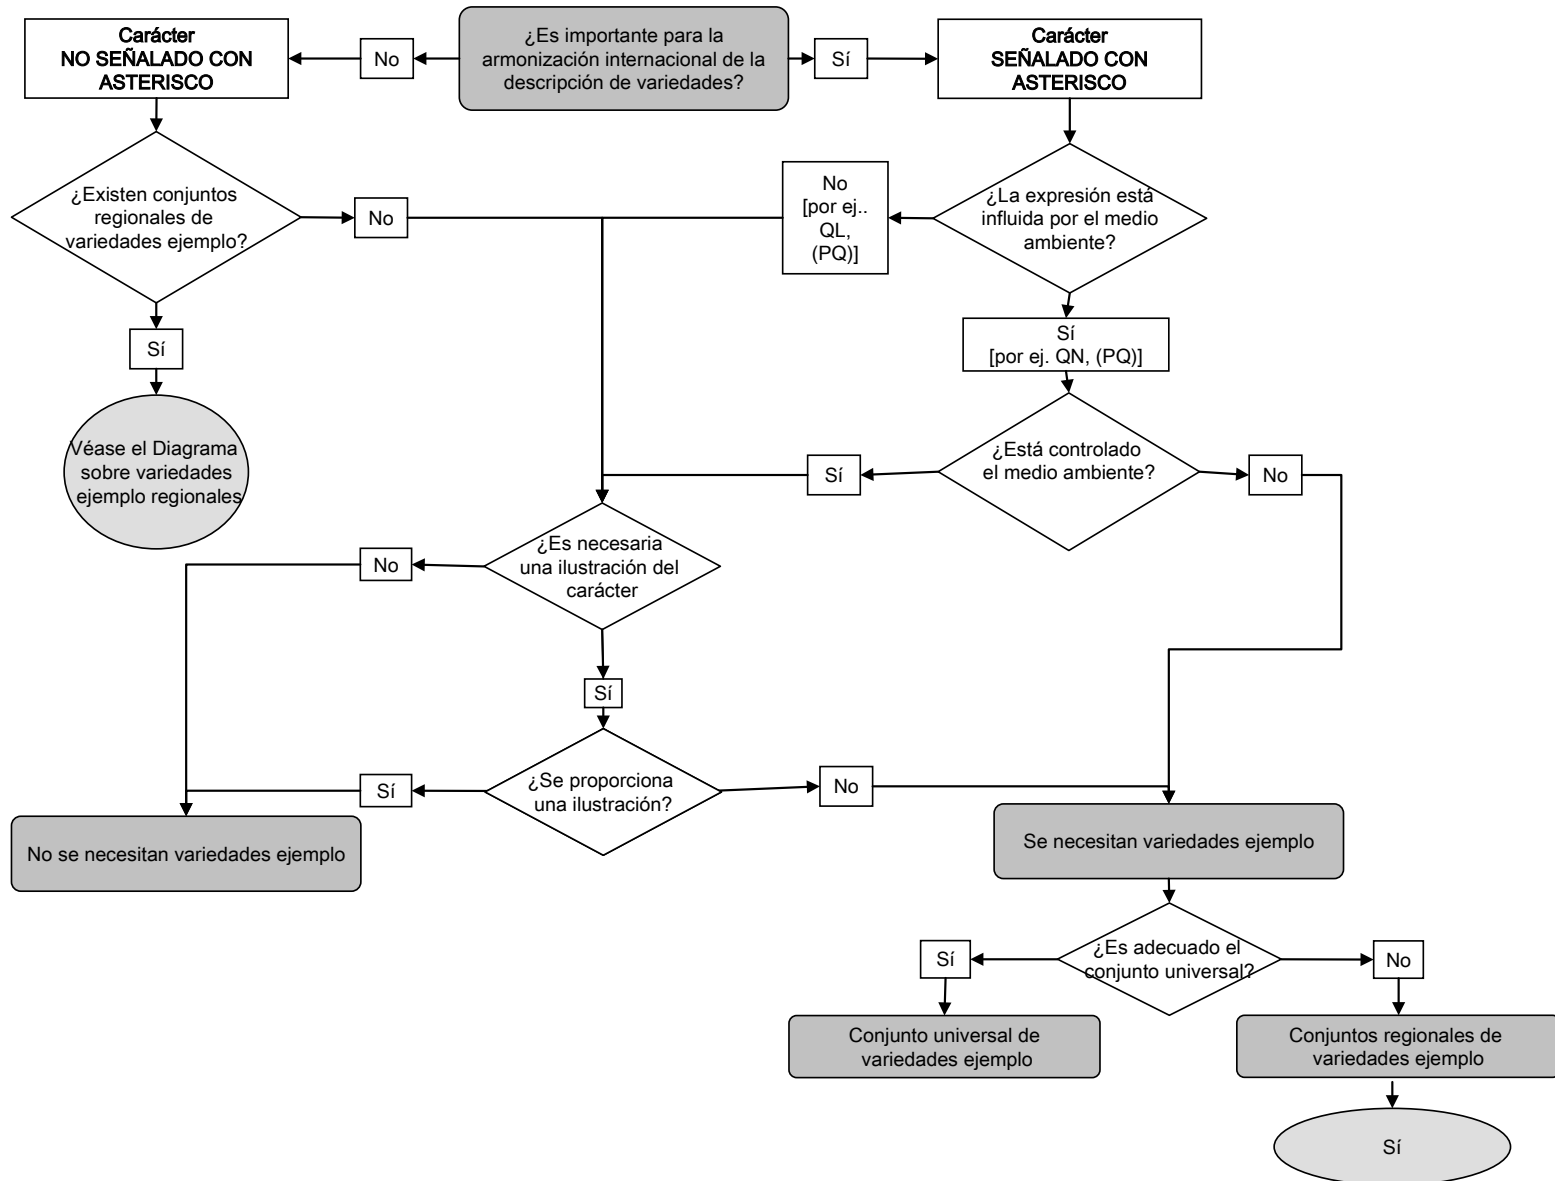 Carácter
NO SEÑALADO CON
ASTERISCO
No
¿Es importante para la
armonización internacional de la
descripción de variedades?
Sí
Carácter
SEÑALADO CON
ASTERISCO
¿Existen conjuntos
regionales de
variedades ejemplo?
No
No
[por ej..
QL,
(PQ)]
¿La expresión está
influida por el medio
ambiente?
Sí
Sí
[por ej. QN, (PQ)]
Véase el Diagrama
sobre variedades
ejemplo regionales
Sí
¿Está controlado
el medio ambiente?
No
No
¿Es necesaria
una ilustración del
carácter
Sí
Sí
¿Se proporciona
una ilustración?
No
No se necesitan variedades ejemplo
Se necesitan variedades ejemplo
Sí
¿Es adecuado el
conjunto universal?
No
Conjunto universal de
variedades ejemplo
Conjuntos regionales de
variedades ejemplo
Sí